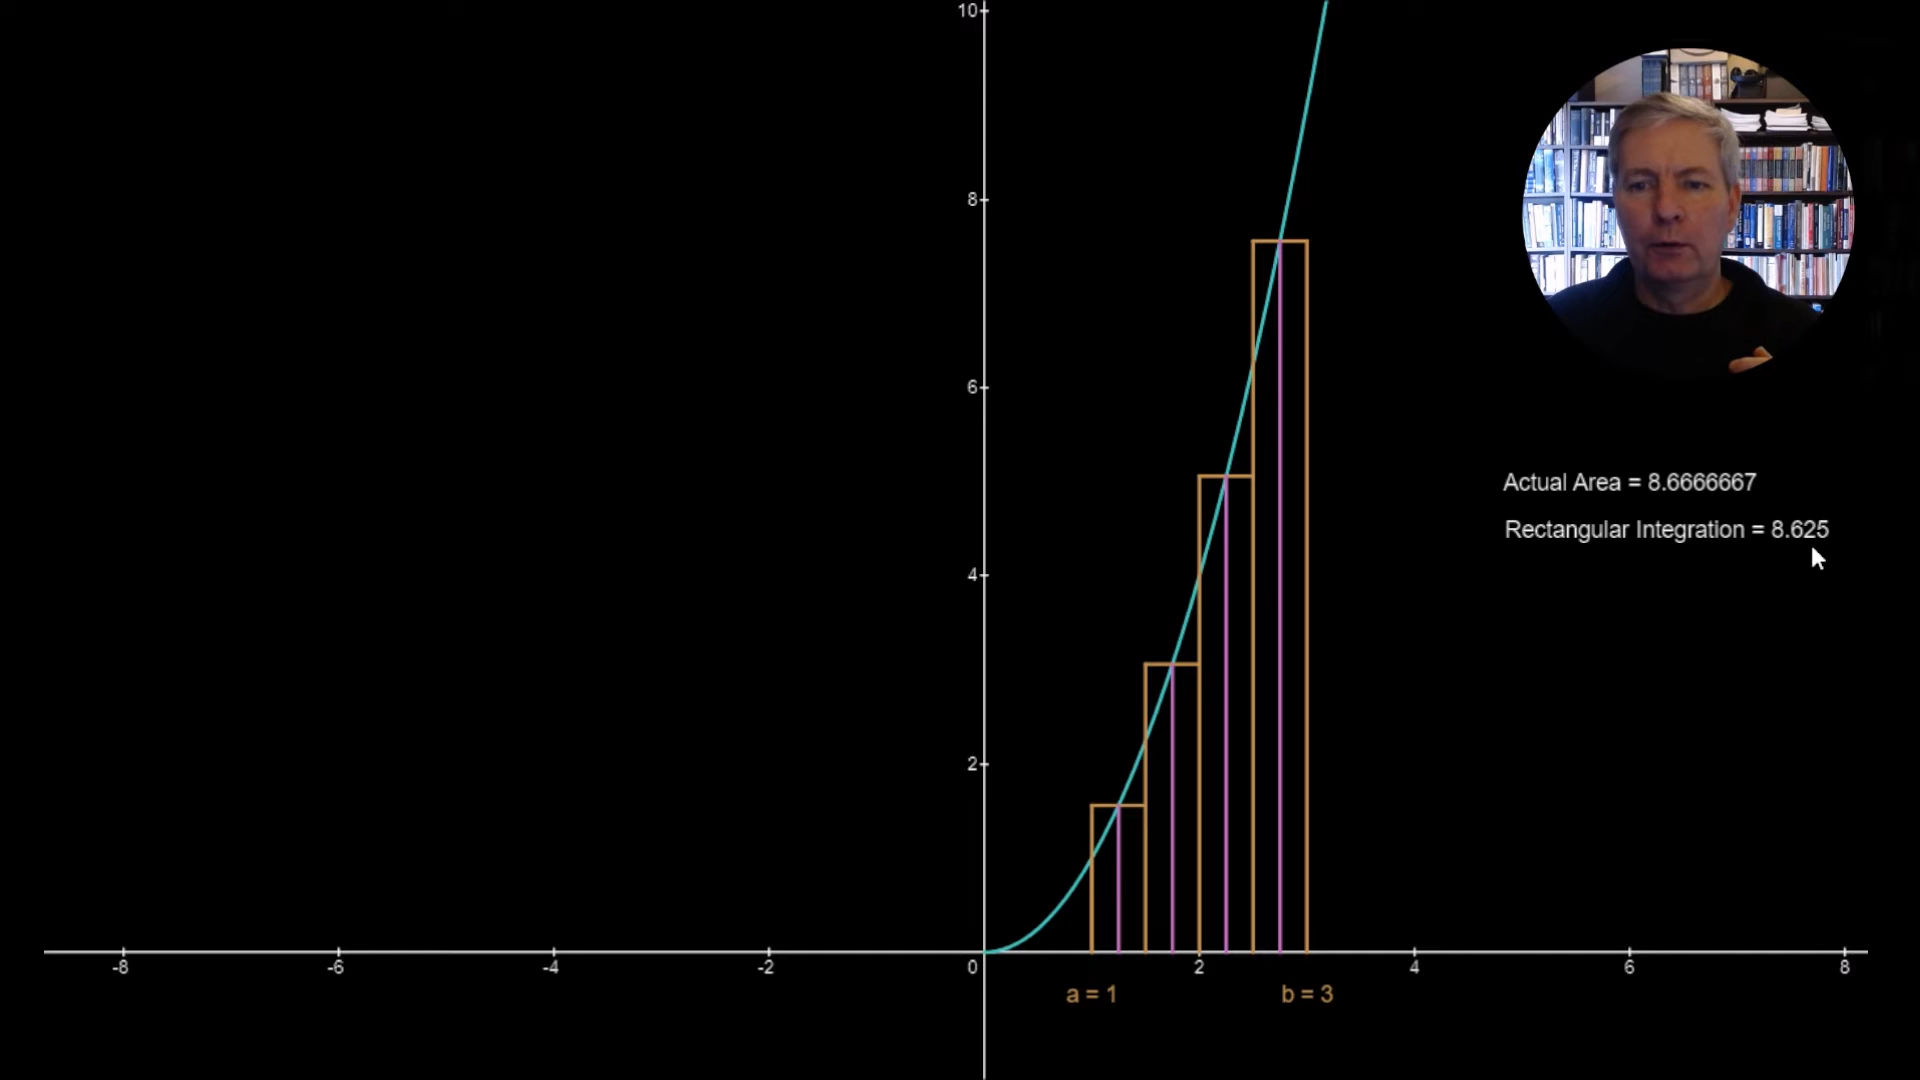 10
8
6
4
2
Actual Area = 8.6666667
Rectangular Integration = 8.625
-8 -6 -4 -2 0 2 4 6 8
a = 1 b = 3